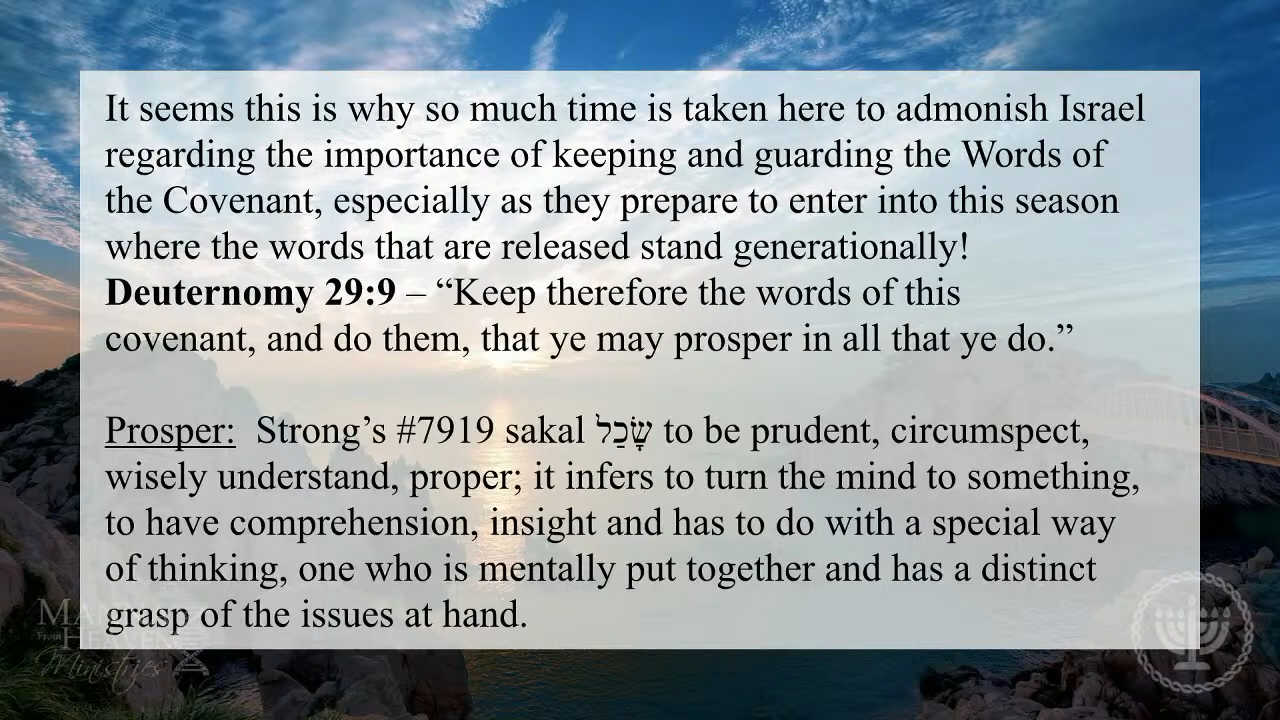 It seems this is why so much time is taken here to admonish Israel
regarding the importance of keeping and guarding the Words of
the Covenant, especially as they prepare to enter into this season
where the words that are released stand generationally!
Deuternomy 29:9 – “Keep therefore the words of this
covenant, and do them, that ye may prosper in all that ye do.”
Prosper: Strong’s #7919 sakal שָׂכַל to be prudent, circumspect,
wisely understand, proper; it infers to turn the mind to something,
to have comprehension, insight and has to do with a special way
of thinking, one who is mentally put together and has a distinct
grasp of the issues at hand.
From
Heaven
Ministries